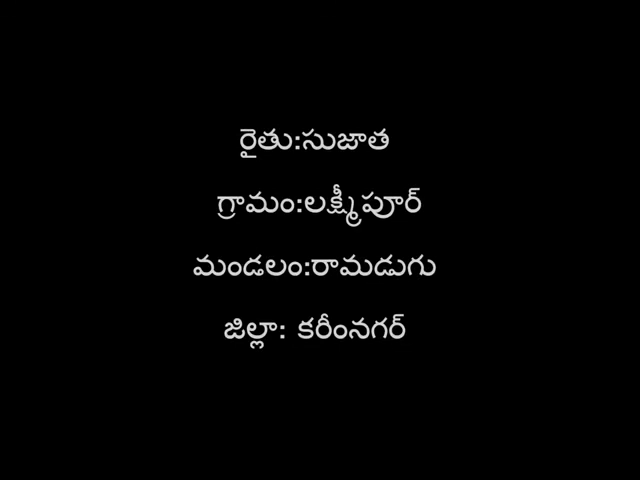 రైతు:సుజాత
గ్రామం:లక్ష్మీపూర్
మండలం:రామడుగు
జిల్లా: కరీంనగర్